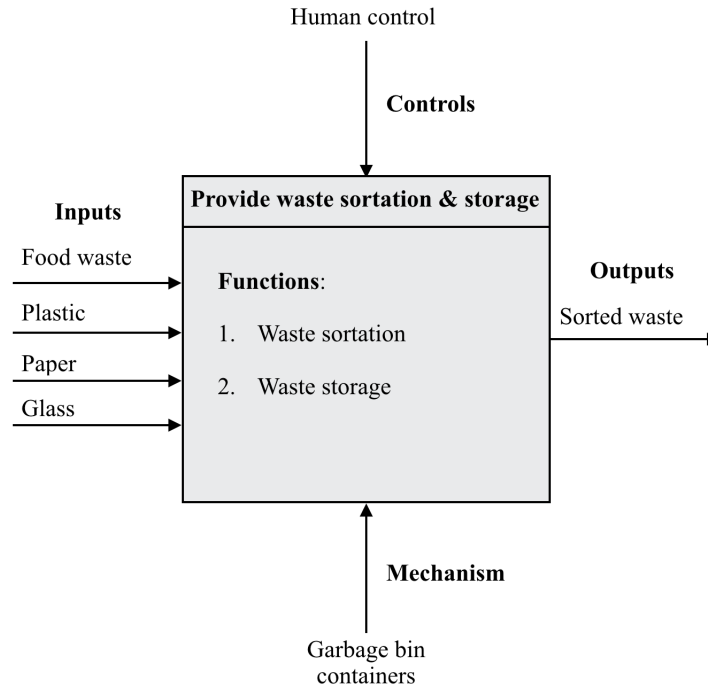 Human control
Controls
Provide waste sortation & storage
Inputs
Food waste
Plastic
Paper
Glass
Functions:
1. Waste sortation
2. Waste storage
Outputs
Sorted waste
Mechanism
Garbage bin
containers